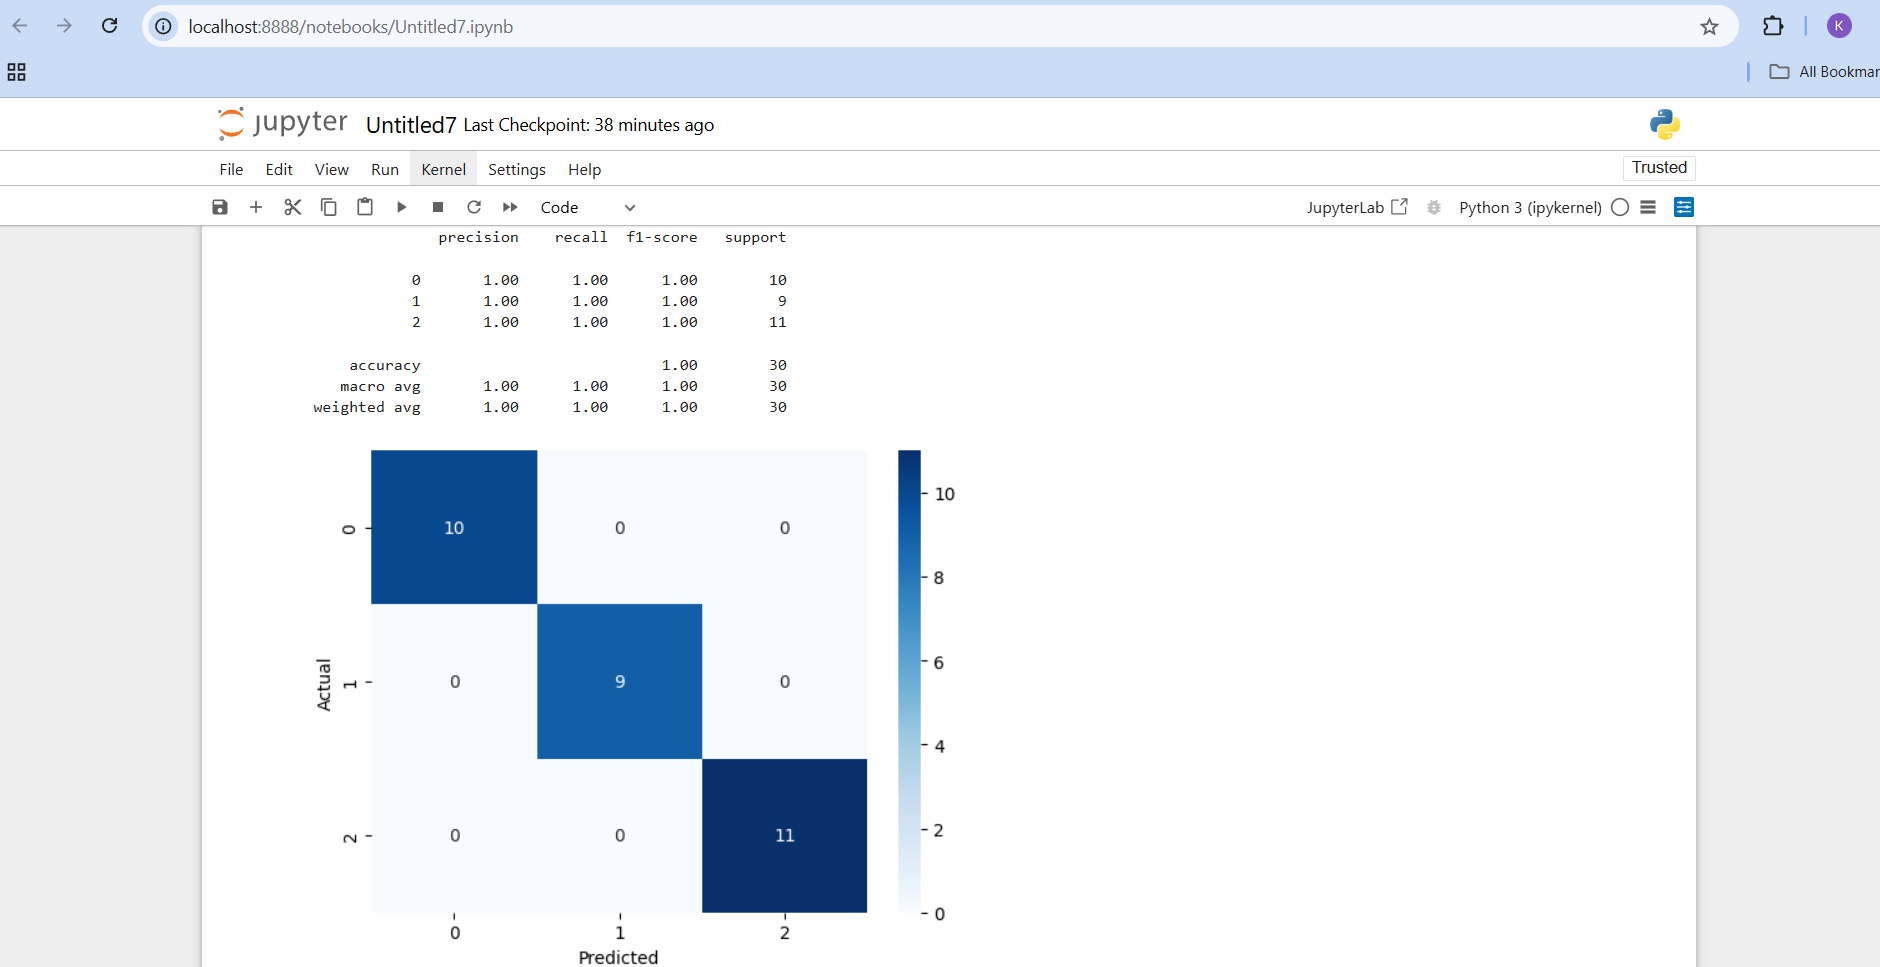 localhost:8888/notebooks/Untitled7.ipynb
K
All Bookmar
jupyter Untitled7 Last Checkpoint: 38 minutes ago
File Edit View Run Kernel Settings Help
Trusted
Code
JupyterLab
Python 3 (ipykernel)
precision recall f1-score support
0 1.00 1.00 1.00 10
1 1.00 1.00 1.00 9
2 1.00 1.00 1.00 11
accuracy 1.00 30
macro avg 1.00 1.00 1.00 30
weighted avg 1.00 1.00 1.00 30
0 10 0 0
Actual
1 0 9 0
2 0 0 11
0 1 2
Predicted
10
8
6
4
2
0